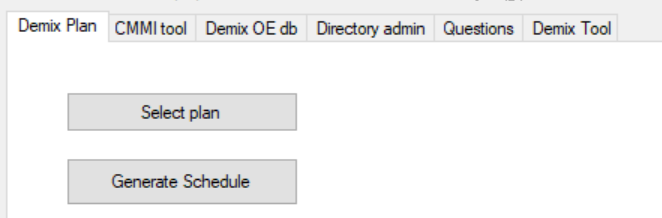 Demix Plan CMMI tool Demix OE db Directory admin Questions Demix Tool
Select plan
Generate Schedule